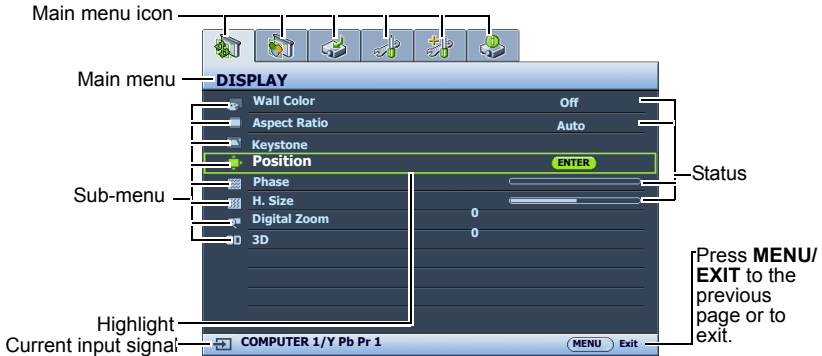 Main menu icon
Main menu
DISPLAY
Wall Color Off
Aspect Ratio Auto
Keystone
Position ENTER
Phase
H. Size
Digital Zoom 0
3D 0
Status
Sub-menu
Press MENU/
EXIT to the
previous
page or to
exit.
Highlight
Current input signal
COMPUTER 1/Y Pb Pr 1 MENU Exit